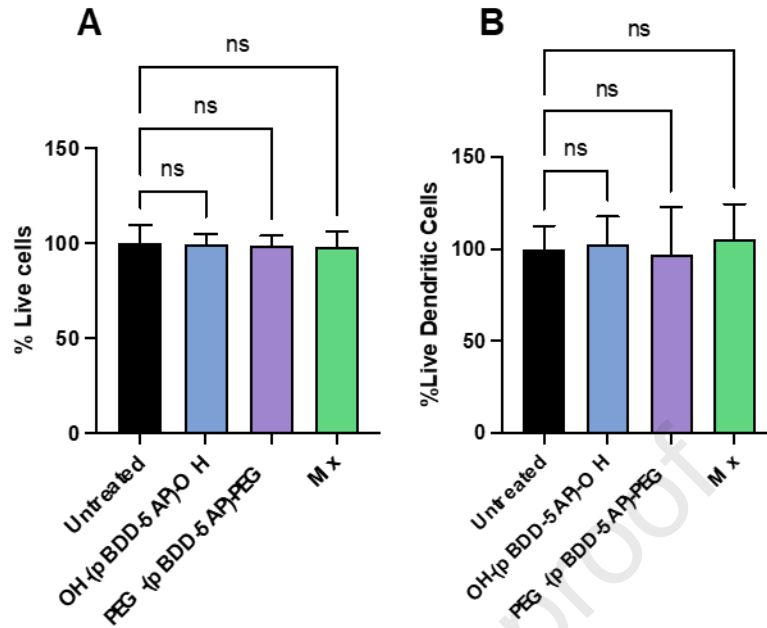 A
ns
ns
ns
% Live cells
150
100
50
0
Untreated
OH-(pBDD-5AP)-OH
PEG-(pBDD-5AP)-PEG
Mx
B
ns
ns
ns
%Live Dendritic Cells
150
100
50
0
Untreated
OH-(pBDD-5AP)-OH
PEG-(pBDD-5AP)-PEG
Mx
proof